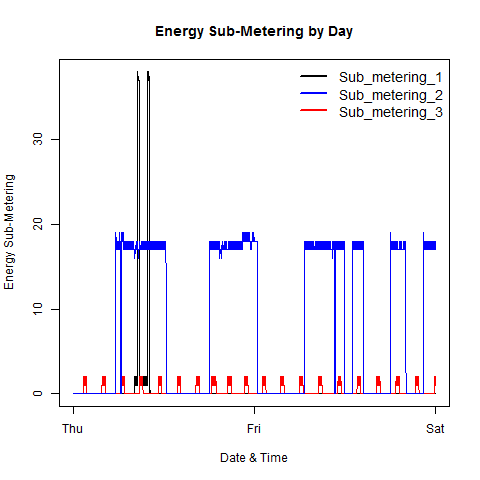 Energy Sub-Metering by Day
Sub_metering_1
Sub_metering_2
Sub_metering_3
Energy Sub-Metering
30
20
10
0
Thu Fri Sat
Date & Time